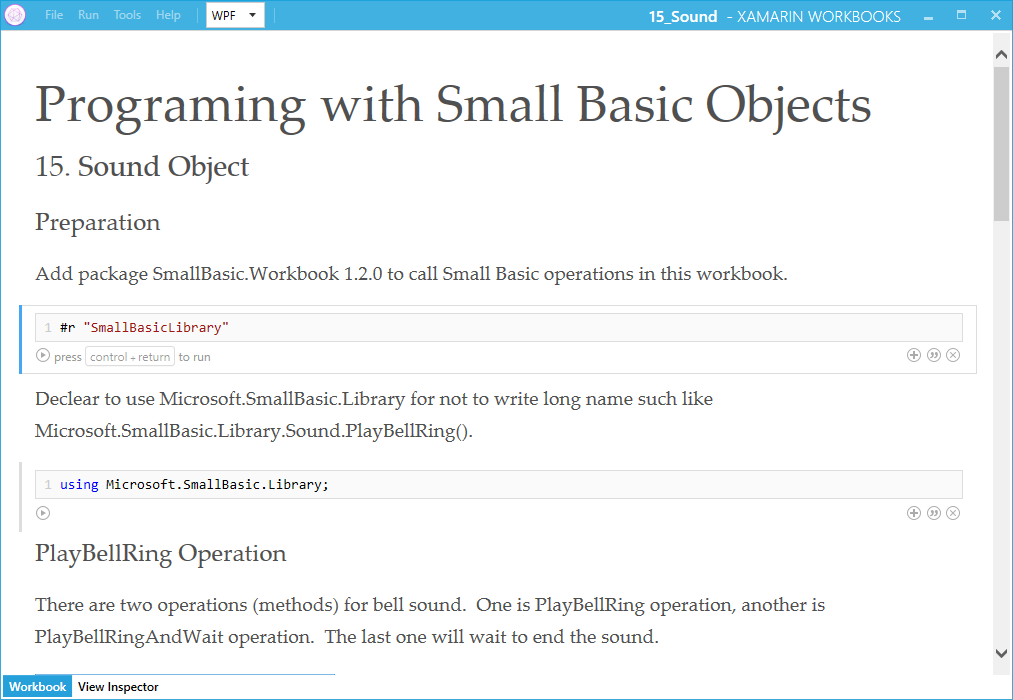 File Run Tools Help WPF 15_Sound - XAMARIN WORKBOOKS
Programing with Small Basic Objects
15. Sound Object
Preparation
Add package SmallBasic.Workbook 1.2.0 to call Small Basic operations in this workbook.
1 #r "SmallBasicLibrary"
press control + return to run
Declear to use Microsoft.SmallBasic.Library for not to write long name such like
Microsoft.SmallBasic.Library.Sound.PlayBellRing().
1 using Microsoft.SmallBasic.Library;
PlayBellRing Operation
There are two operations (methods) for bell sound.  One is PlayBellRing operation, another is
PlayBellRingAndWait operation.  The last one will wait to end the sound.
Workbook View Inspector